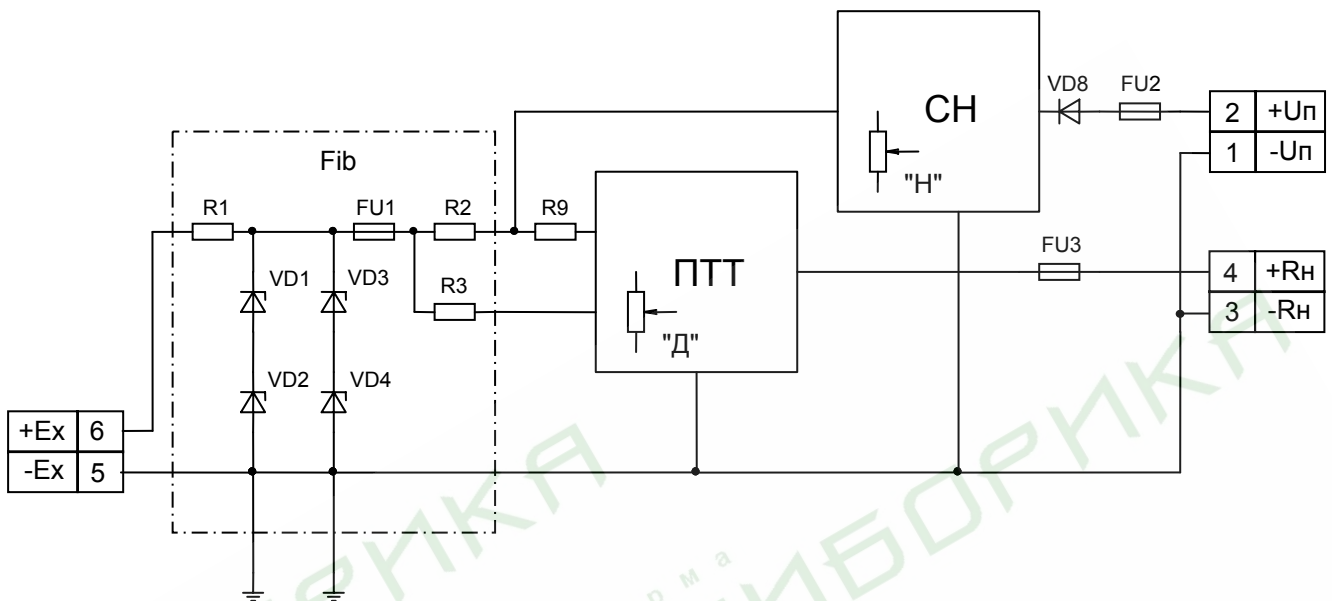 СН
VD8
FU2
2 +Uп
1 -Uп
"Н"
Fib
R1
FU1
R2
R9
ПТТ
FU3
VD1
VD3
R3
4 +Rн
3 -Rн
"Д"
VD2
VD4
+Ex 6
-Ex 5